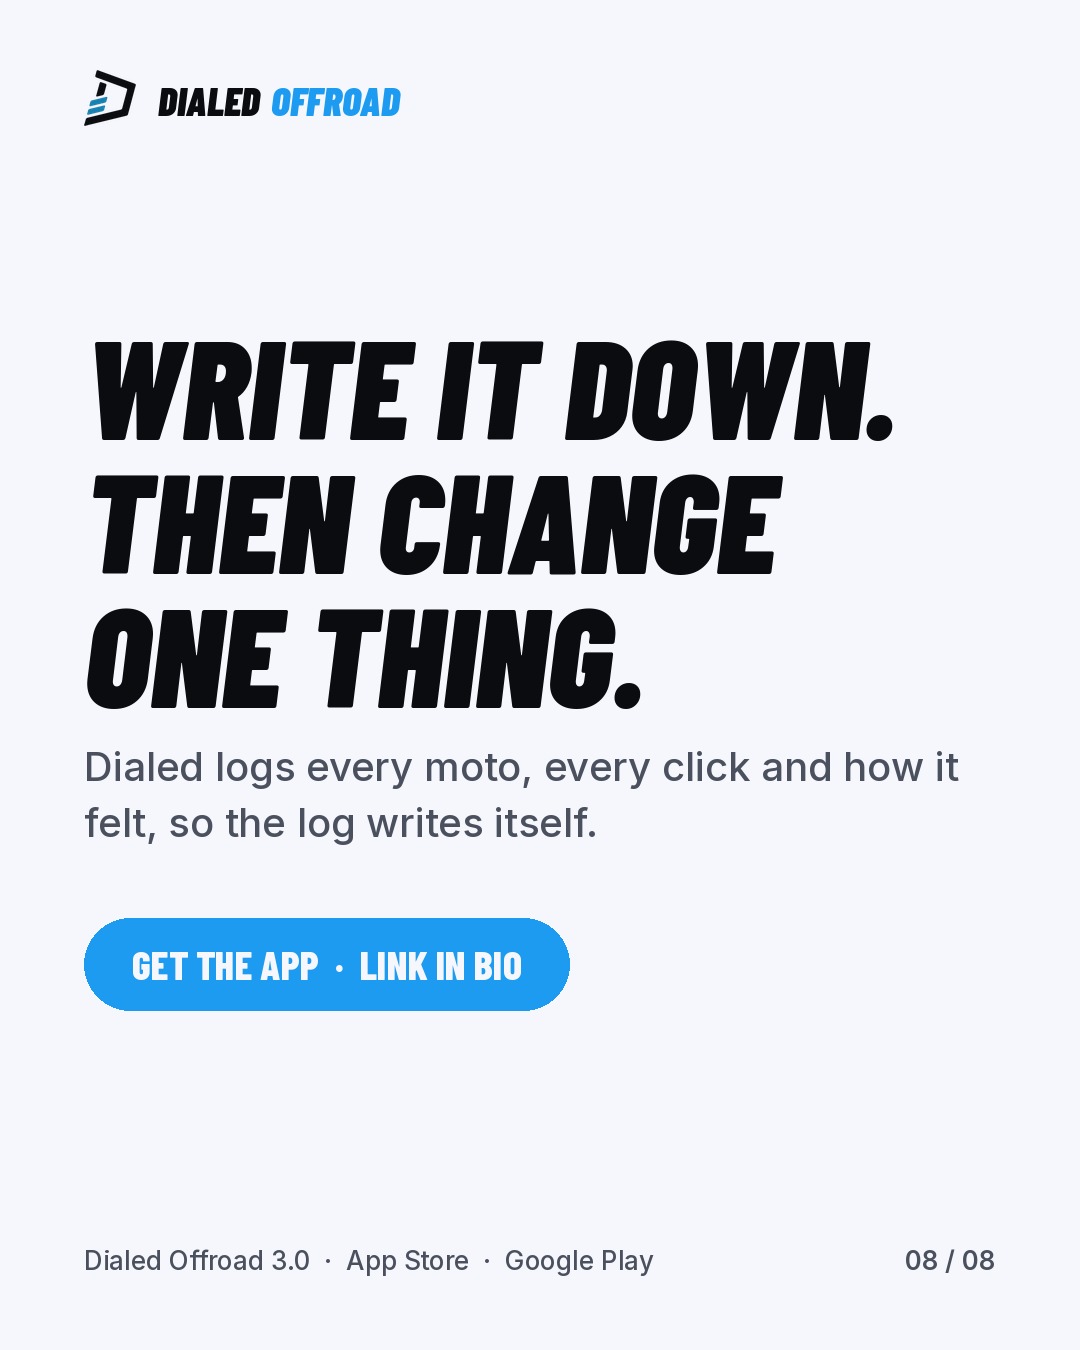 DIALED OFFROAD
WRITE IT DOWN.
THEN CHANGE
ONE THING.
Dialed logs every moto, every click and how it
felt, so the log writes itself.
GET THE APP · LINK IN BIO
Dialed Offroad 3.0 · App Store · Google Play
08 / 08